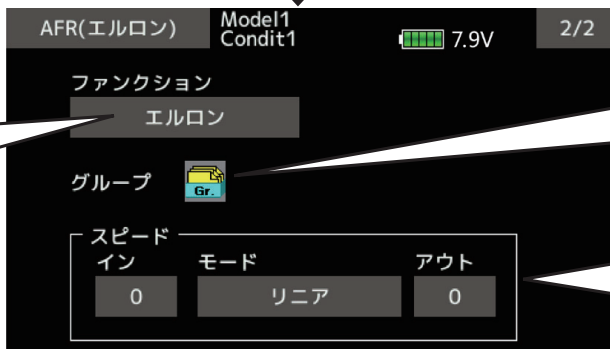 AFR(エルロン) Model1 Condit1 7.9V 2/2
ファンクション
エルロン
グループ Gr.
スピード
イン モード アウト
0 リニア 0